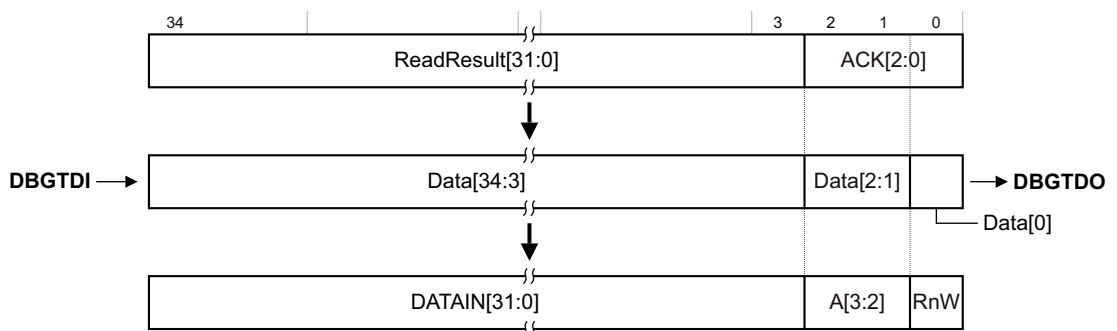 34 3 2 1 0
ReadResult[31:0] ACK[2:0]
DBGTDI Data[34:3] Data[2:1] DBGTDO
Data[0]
DATAIN[31:0] A[3:2] RnW